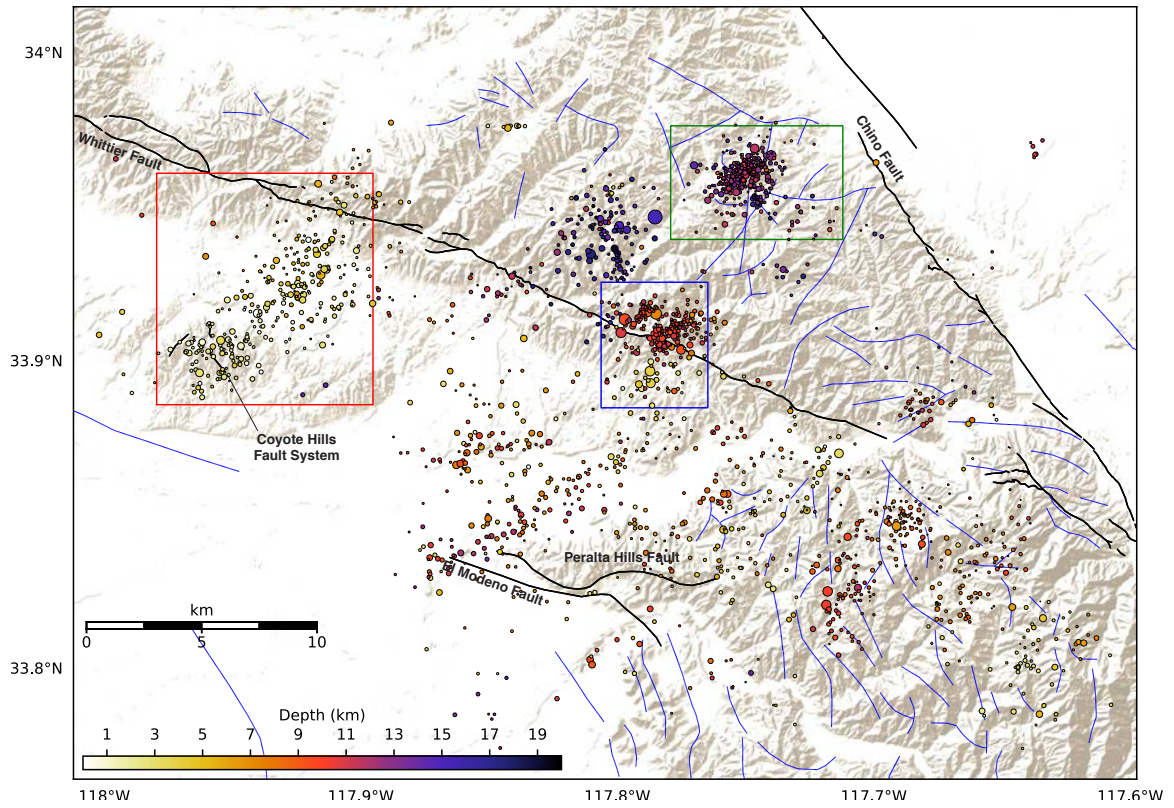 34°N
Chino Fault
Whittier Fault
33.9°N
Coyote Hills
Fault System
Peralta Hills Fault
El Modeno Fault
km
0 5 10
33.8°N
Depth (km)
1 3 5 7 9 11 13 15 17 19
118°W 117.9°W 117.8°W 117.7°W 117.6°W